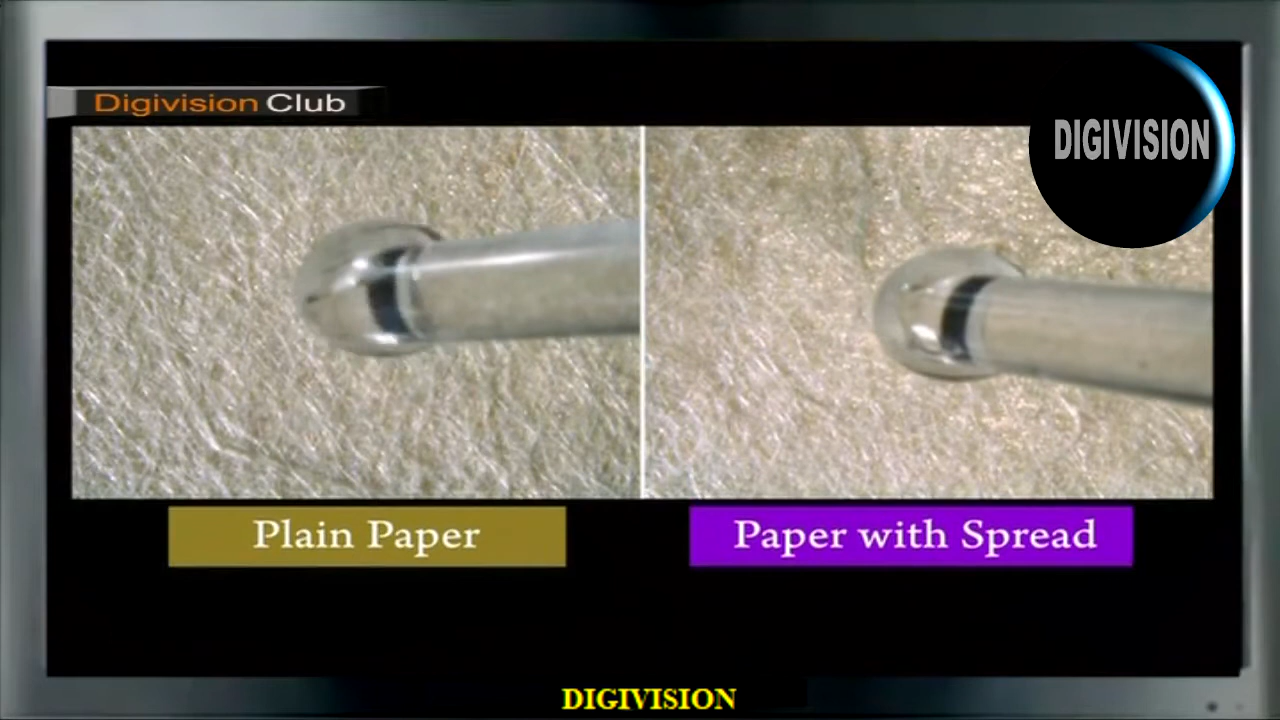 Digivision Club
DIGIVISION
Plain Paper
Paper with Spread
DIGIVISION